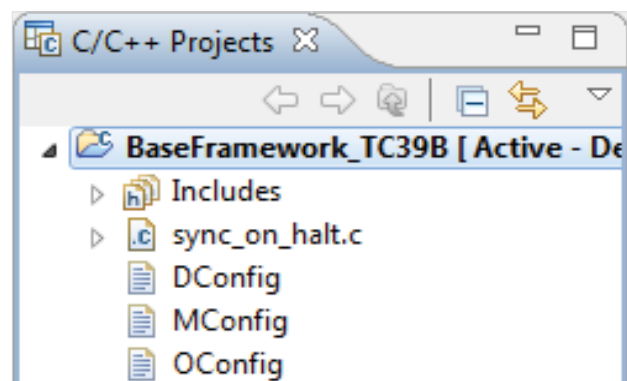 C/C++ Projects
BaseFramework_TC39B [ Active - De
Includes
sync_on_halt.c
DConfig
MConfig
OConfig